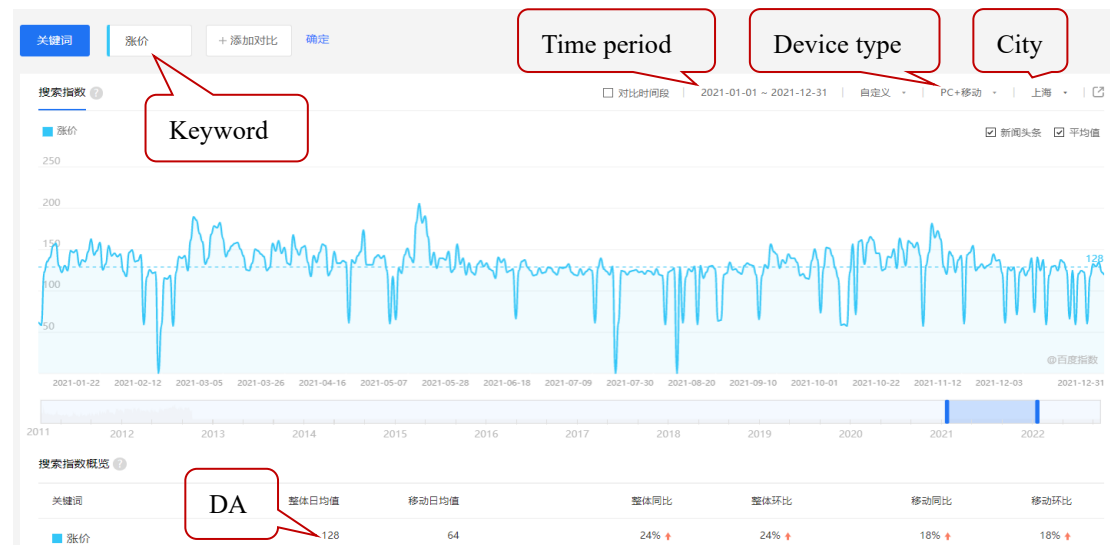 关键词 涨价 + 添加对比 确定
Time period Device type City
搜索指数 ? 对比时间段 2021-01-01 ~ 2021-12-31 自定义 PC+移动 上海
Keyword
涨价 新闻头条 平均值
250
200
150
128
100
50
@百度指数
2021-01-22 2021-02-12 2021-03-05 2021-03-26 2021-04-16 2021-05-07 2021-05-28 2021-06-18 2021-07-09 2021-07-30 2021-08-20 2021-09-10 2021-10-01 2021-10-22 2021-11-12 2021-12-03 2021-12-31
2011 2012 2013 2014 2015 2016 2017 2018 2019 2020 2021 2022
搜索指数概览 ?
DA
关键词 整体日均值 移动日均值 整体同比 整体环比 移动同比 移动环比
涨价 128 64 24% 24% 18% 18%